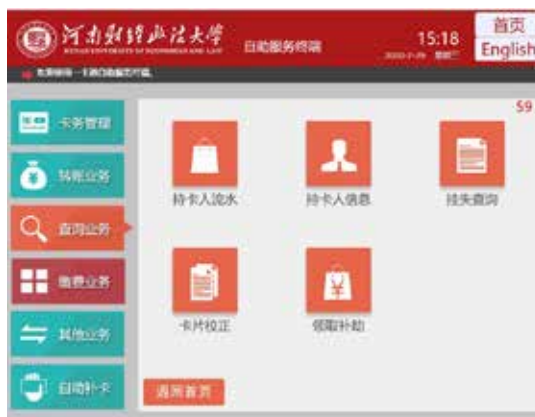 河南财经政法大学
自助服务终端
15:18
首页
English
59
卡务管理
转账业务
查询业务
缴费业务
其他业务
自助补卡
持卡人流水
持卡人信息
挂失查询
卡片校正
领取补助
返回首页